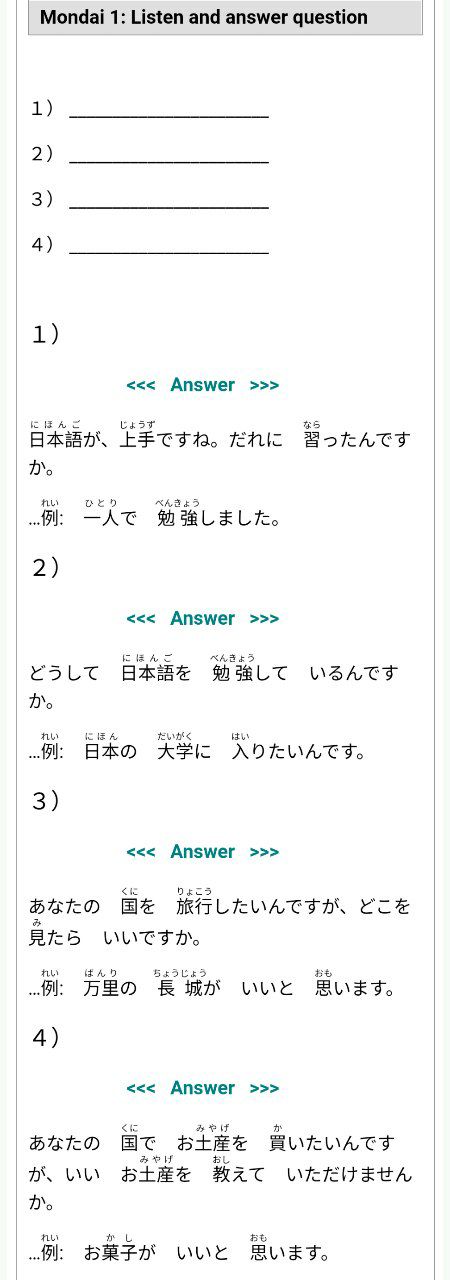 Mondai 1: Listen and answer question
１） ______________________
２） ______________________
３） ______________________
４） ______________________
１）
<<< Answer >>>
にほんご じょうず なら
日本語が、上手ですね。だれに　習ったんです
か。
れい ひとり べんきょう
…例:　一人で　勉強しました。
２）
<<< Answer >>>
にほんご べんきょう
どうして　日本語を　勉強して　いるんです
か。
れい にほん だいがく はい
…例:　日本の　大学に　入りたいんです。
３）
<<< Answer >>>
くに りょこう
あなたの　国を　旅行したいんですが、どこを
み
見たら　いいですか。
れい ばんり ちょうじょう おも
…例:　万里の　長城が　いいと　思います。
４）
<<< Answer >>>
くに みやげ か
あなたの　国で　お土産を　買いたいんです
みやげ おし
が、いい　お土産を　教えて　いただけません
か。
れい かし おも
…例:　お菓子が　いいと　思います。